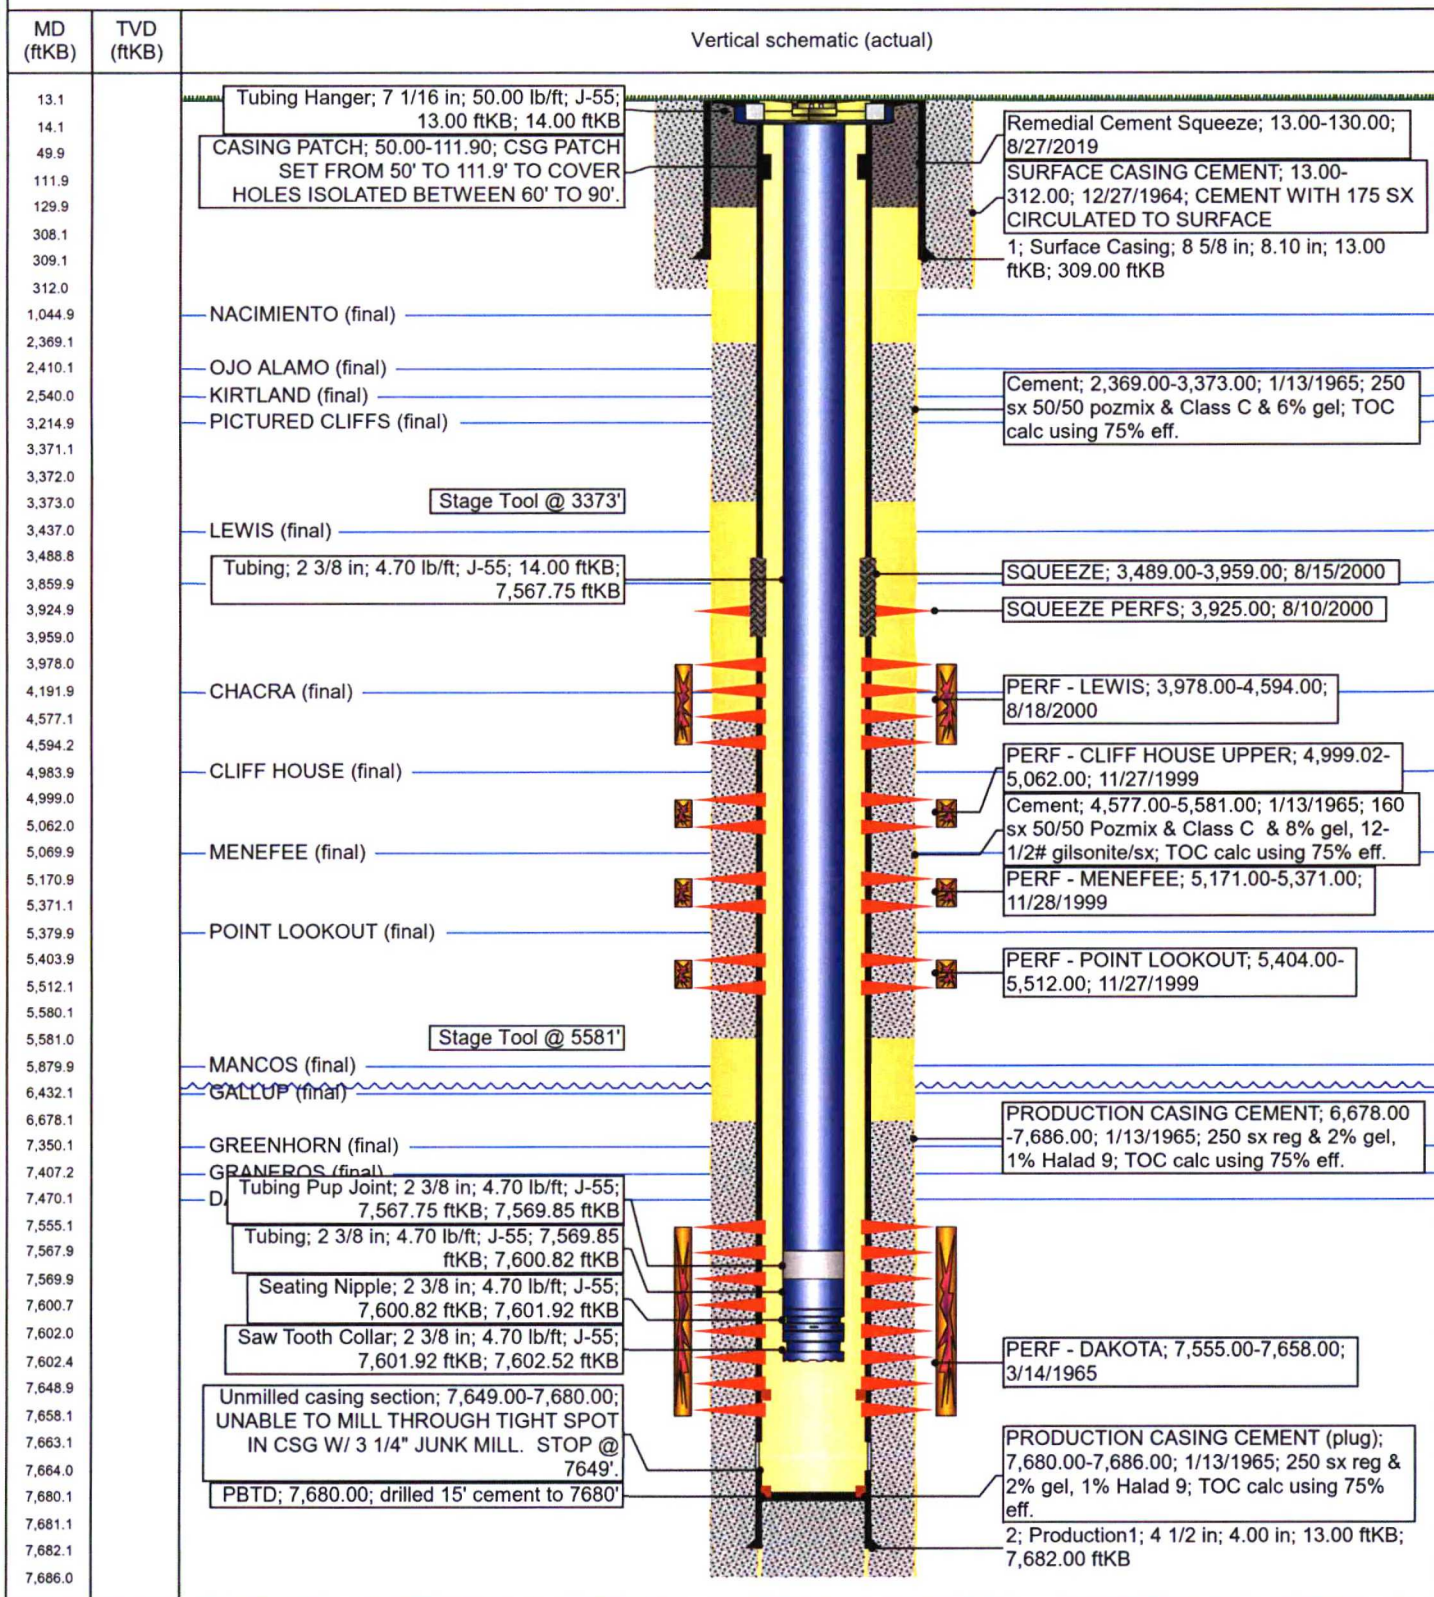 MD
(ftKB)
TVD
(ftKB)
Vertical schematic (actual)
13.1
14.1
49.9
111.9
129.9
308.1
309.1
312.0
1,044.9
2,369.1
2,410.1
2,540.0
3,214.9
3,371.1
3,372.0
3,373.0
3,437.0
3,488.8
3,859.9
3,924.9
3,959.0
3,978.0
4,191.9
4,577.1
4,594.2
4,983.9
4,999.0
5,062.0
5,069.9
5,170.9
5,371.1
5,379.9
5,403.9
5,512.1
5,580.1
5,581.0
5,879.9
6,432.1
6,678.1
7,350.1
7,407.2
7,470.1
7,555.1
7,567.9
7,569.9
7,600.7
7,602.0
7,602.4
7,648.9
7,658.1
7,663.1
7,664.0
7,680.1
7,681.1
7,682.1
7,686.0
Tubing Hanger; 7 1/16 in; 50.00 lb/ft; J-55;
13.00 ftKB; 14.00 ftKB
CASING PATCH; 50.00-111.90; CSG PATCH
SET FROM 50' TO 111.9' TO COVER
HOLES ISOLATED BETWEEN 60' TO 90'.
NACIMIENTO (final)
OJO ALAMO (final)
KIRTLAND (final)
PICTURED CLIFFS (final)
Stage Tool @ 3373'
LEWIS (final)
Tubing; 2 3/8 in; 4.70 lb/ft; J-55; 14.00 ftKB;
7,567.75 ftKB
CHACRA (final)
CLIFF HOUSE (final)
MENEFEE (final)
POINT LOOKOUT (final)
Stage Tool @ 5581'
MANCOS (final)
GALLUP (final)
GREENHORN (final)
GRANEROS (final)
Tubing Pup Joint; 2 3/8 in; 4.70 lb/ft; J-55;
7,567.75 ftKB; 7,569.85 ftKB
Tubing; 2 3/8 in; 4.70 lb/ft; J-55; 7,569.85
ftKB; 7,600.82 ftKB
Seating Nipple; 2 3/8 in; 4.70 lb/ft; J-55;
7,600.82 ftKB; 7,601.92 ftKB
Saw Tooth Collar; 2 3/8 in; 4.70 lb/ft; J-55;
7,601.92 ftKB; 7,602.52 ftKB
Unmilled casing section; 7,649.00-7,680.00;
UNABLE TO MILL THROUGH TIGHT SPOT
IN CSG W/ 3 1/4" JUNK MILL. STOP @
7649'.
PBTD; 7,680.00; drilled 15' cement to 7680'
Remedial Cement Squeeze; 13.00-130.00;
8/27/2019
SURFACE CASING CEMENT; 13.00-
312.00; 12/27/1964; CEMENT WITH 175 SX
CIRCULATED TO SURFACE
1; Surface Casing; 8 5/8 in; 8.10 in; 13.00
ftKB; 309.00 ftKB
Cement; 2,369.00-3,373.00; 1/13/1965; 250
sx 50/50 pozmix & Class C & 6% gel; TOC
calc using 75% eff.
SQUEEZE; 3,489.00-3,959.00; 8/15/2000
SQUEEZE PERFS; 3,925.00; 8/10/2000
PERF - LEWIS; 3,978.00-4,594.00;
8/18/2000
PERF - CLIFF HOUSE UPPER; 4,999.02-
5,062.00; 11/27/1999
Cement; 4,577.00-5,581.00; 1/13/1965; 160
sx 50/50 Pozmix & Class C & 8% gel, 12-
1/2# gilsonite/sx; TOC calc using 75% eff.
PERF - MENEFEE; 5,171.00-5,371.00;
11/28/1999
PERF - POINT LOOKOUT; 5,404.00-
5,512.00; 11/27/1999
PRODUCTION CASING CEMENT; 6,678.00
-7,686.00; 1/13/1965; 250 sx reg & 2% gel,
1% Halad 9; TOC calc using 75% eff.
PERF - DAKOTA; 7,555.00-7,658.00;
3/14/1965
PRODUCTION CASING CEMENT (plug);
7,680.00-7,686.00; 1/13/1965; 250 sx reg &
2% gel, 1% Halad 9; TOC calc using 75%
eff.
2; Production1; 4 1/2 in; 4.00 in; 13.00 ftKB;
7,682.00 ftKB